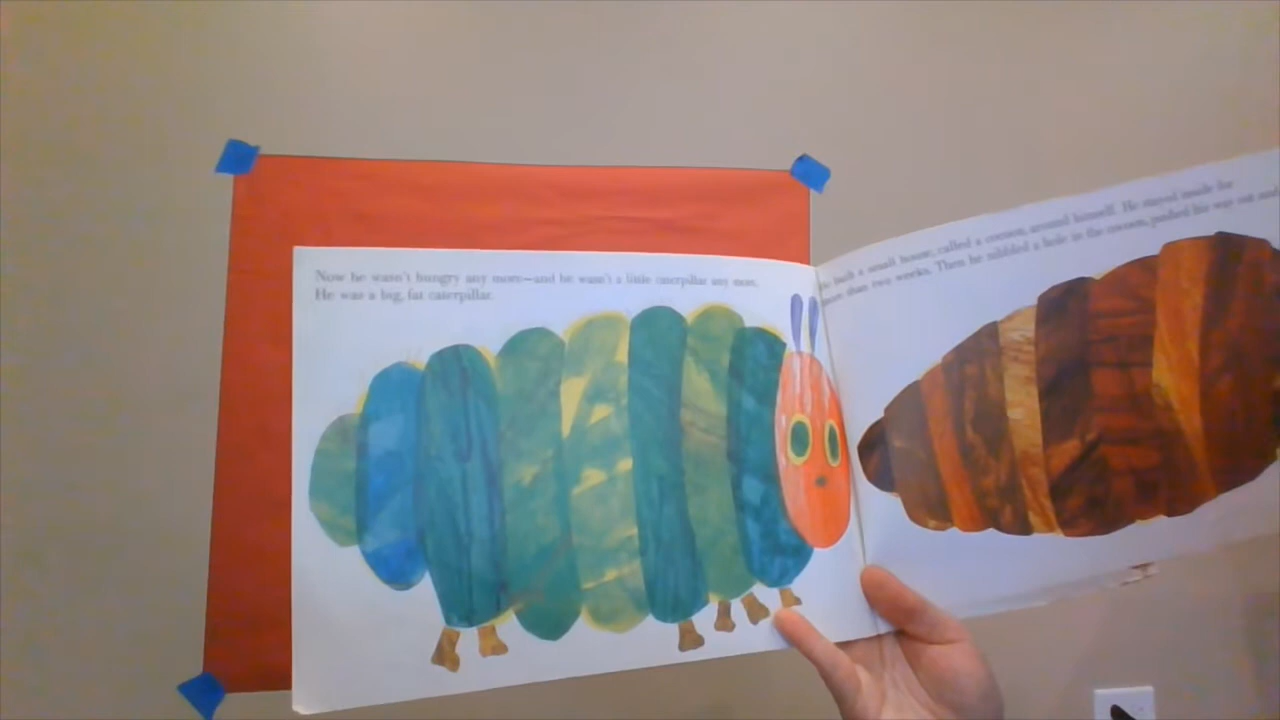 Now he wasn't hungry any more—and he wasn't a little caterpillar any more.
He was a big, fat caterpillar.
built a small house, called a cocoon, around himself. He stayed inside for
more than two weeks. Then he nibbled a hole in the cocoon, pushed his way out and